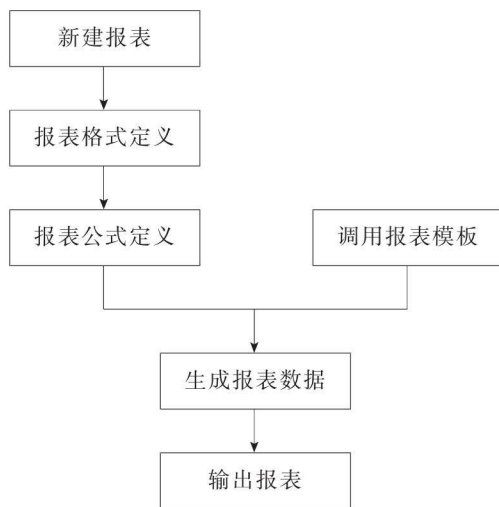 新建报表
报表格式定义
报表公式定义
调用报表模板
生成报表数据
输出报表